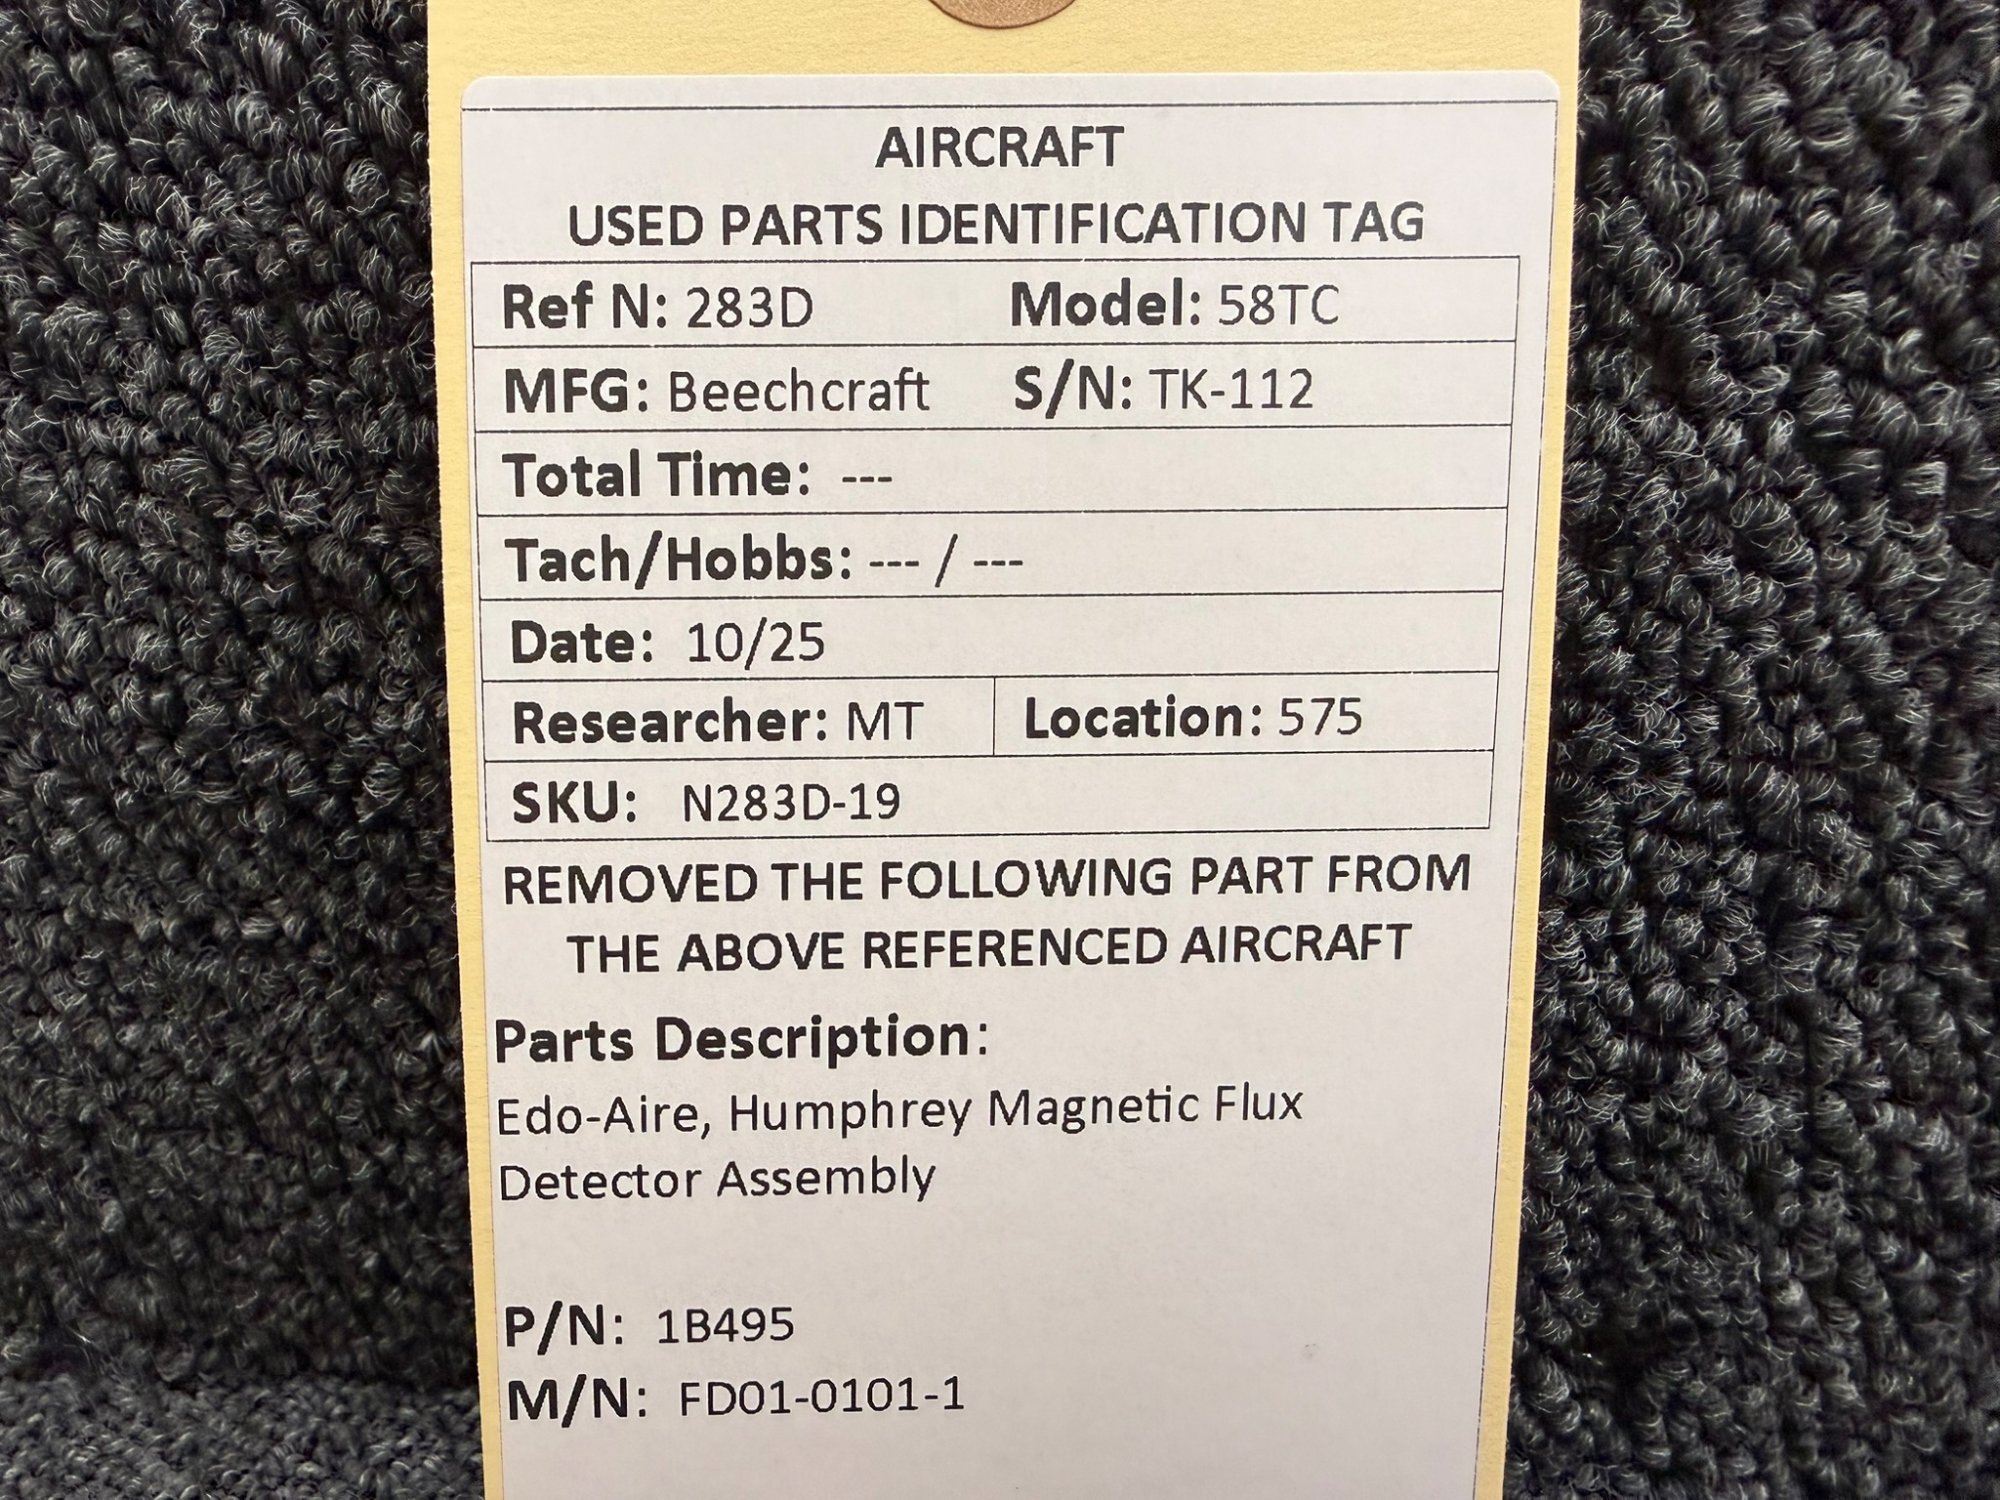 AIRCRAFT
USED PARTS IDENTIFICATION TAG
Ref N: 283D Model: 58TC
MFG: Beechcraft S/N: TK-112
Total Time: ---
Tach/Hobbs: --- / ---
Date: 10/25
Researcher: MT Location: 575
SKU: N283D-19
REMOVED THE FOLLOWING PART FROM
THE ABOVE REFERENCED AIRCRAFT
Parts Description:
Edo-Aire, Humphrey Magnetic Flux
Detector Assembly
P/N: 1B495
M/N: FD01-0101-1